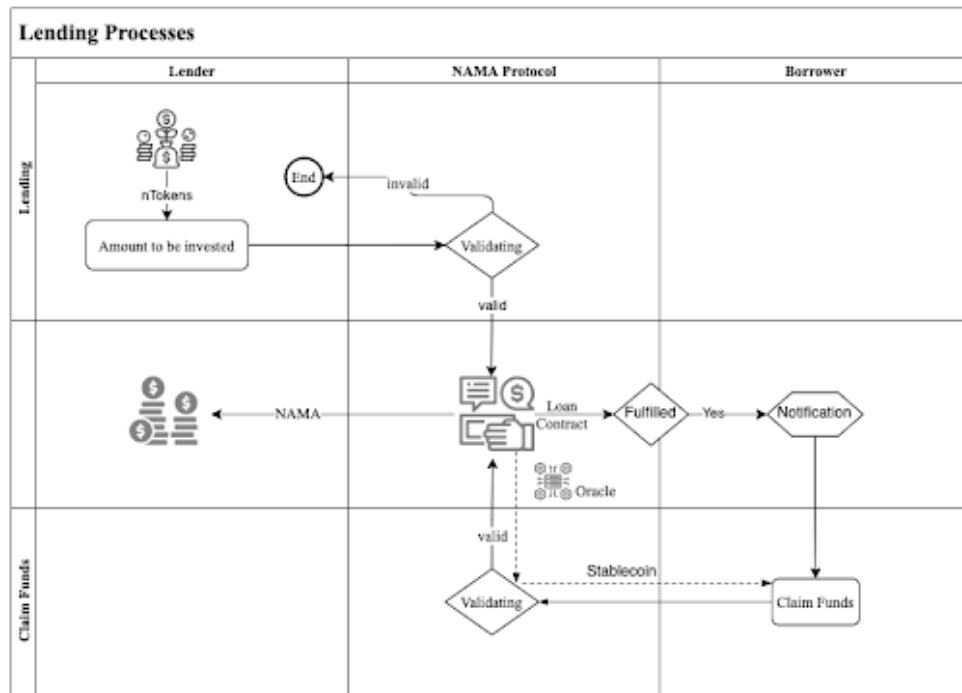 Lending Processes
Lender
NAMA Protocol
Borrower
Lending
nTokens
End
invalid
Amount to be invested
Validating
valid
NAMA
Loan
Contract
Fulfilled
Yes
Notification
Oracle
Claim Funds
valid
Stablecoin
Validating
Claim Funds